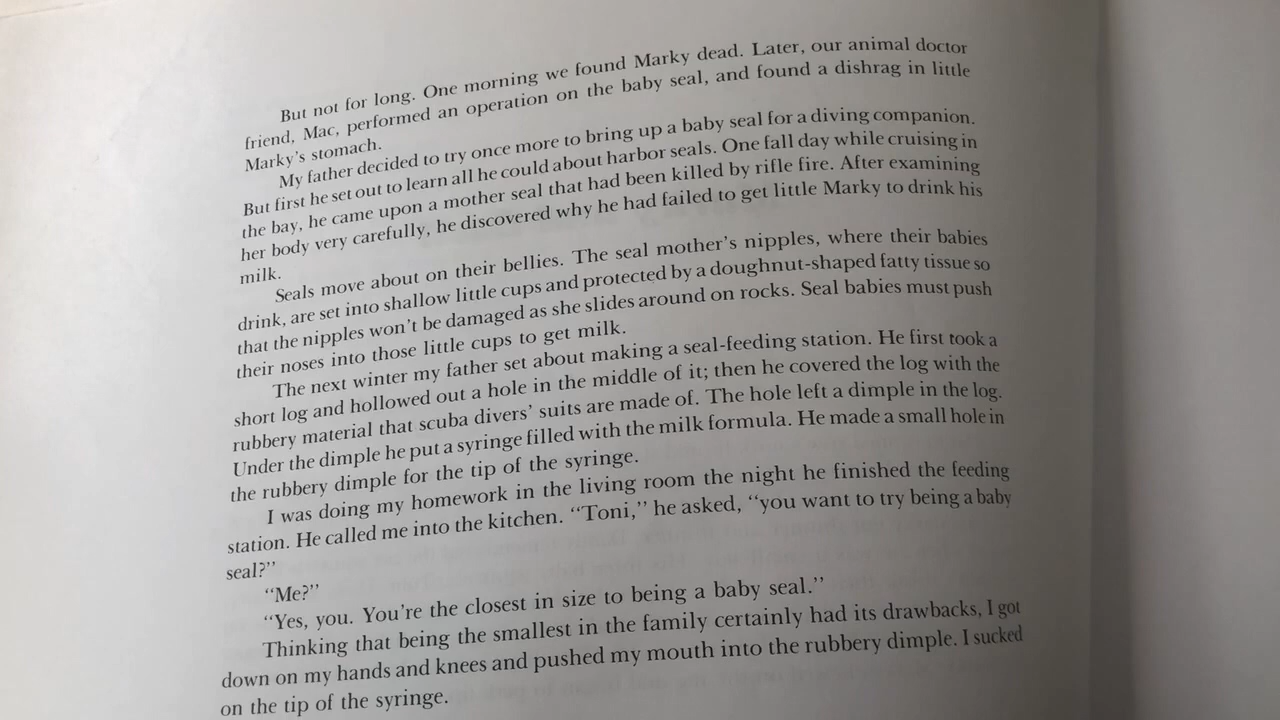 But not for long. One morning we found Marky dead. Later, our animal doctor
friend, Mac, performed an operation on the baby seal, and found a dishrag in little
Marky's stomach.
My father decided to try once more to bring up a baby seal for a diving companion.
But first he set out to learn all he could about harbor seals. One fall day while cruising in
the bay, he came upon a mother seal that had been killed by rifle fire. After examining
her body very carefully, he discovered why he had failed to get little Marky to drink his
milk.
Seals move about on their bellies. The seal mother's nipples, where their babies
drink, are set into shallow little cups and protected by a doughnut-shaped fatty tissue so
that the nipples won't be damaged as she slides around on rocks. Seal babies must push
their noses into those little cups to get milk.
The next winter my father set about making a seal-feeding station. He first took a
short log and hollowed out a hole in the middle of it; then he covered the log with the
rubbery material that scuba divers' suits are made of. The hole left a dimple in the log.
Under the dimple he put a syringe filled with the milk formula. He made a small hole in
the rubbery dimple for the tip of the syringe.
I was doing my homework in the living room the night he finished the feeding
station. He called me into the kitchen. "Toni," he asked, "you want to try being a baby
seal?"
"Me?"
"Yes, you. You're the closest in size to being a baby seal."
Thinking that being the smallest in the family certainly had its drawbacks, I got
down on my hands and knees and pushed my mouth into the rubbery dimple. I sucked
on the tip of the syringe.